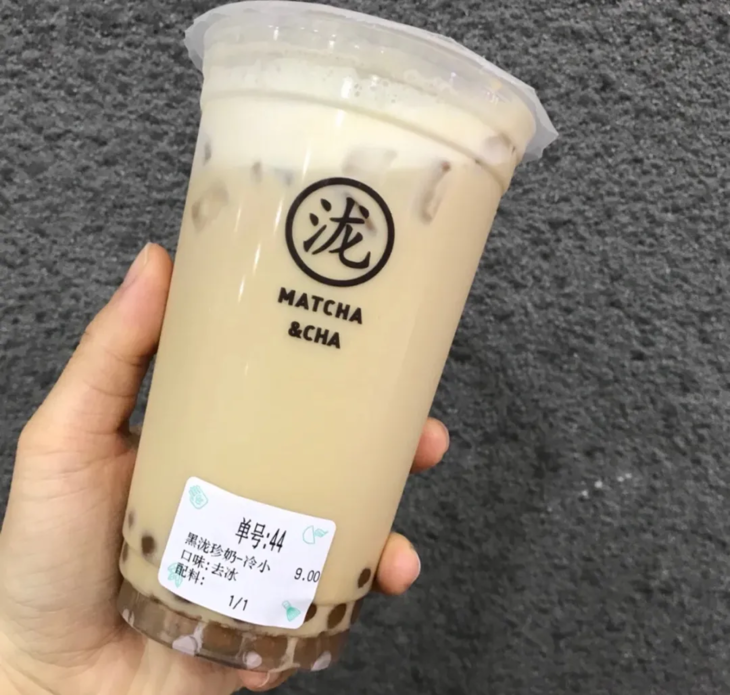 泷
MATCHA
&CHA
单号:44
黑泷珍奶-冷小
口味:去冰 9.00
配料:
1/1